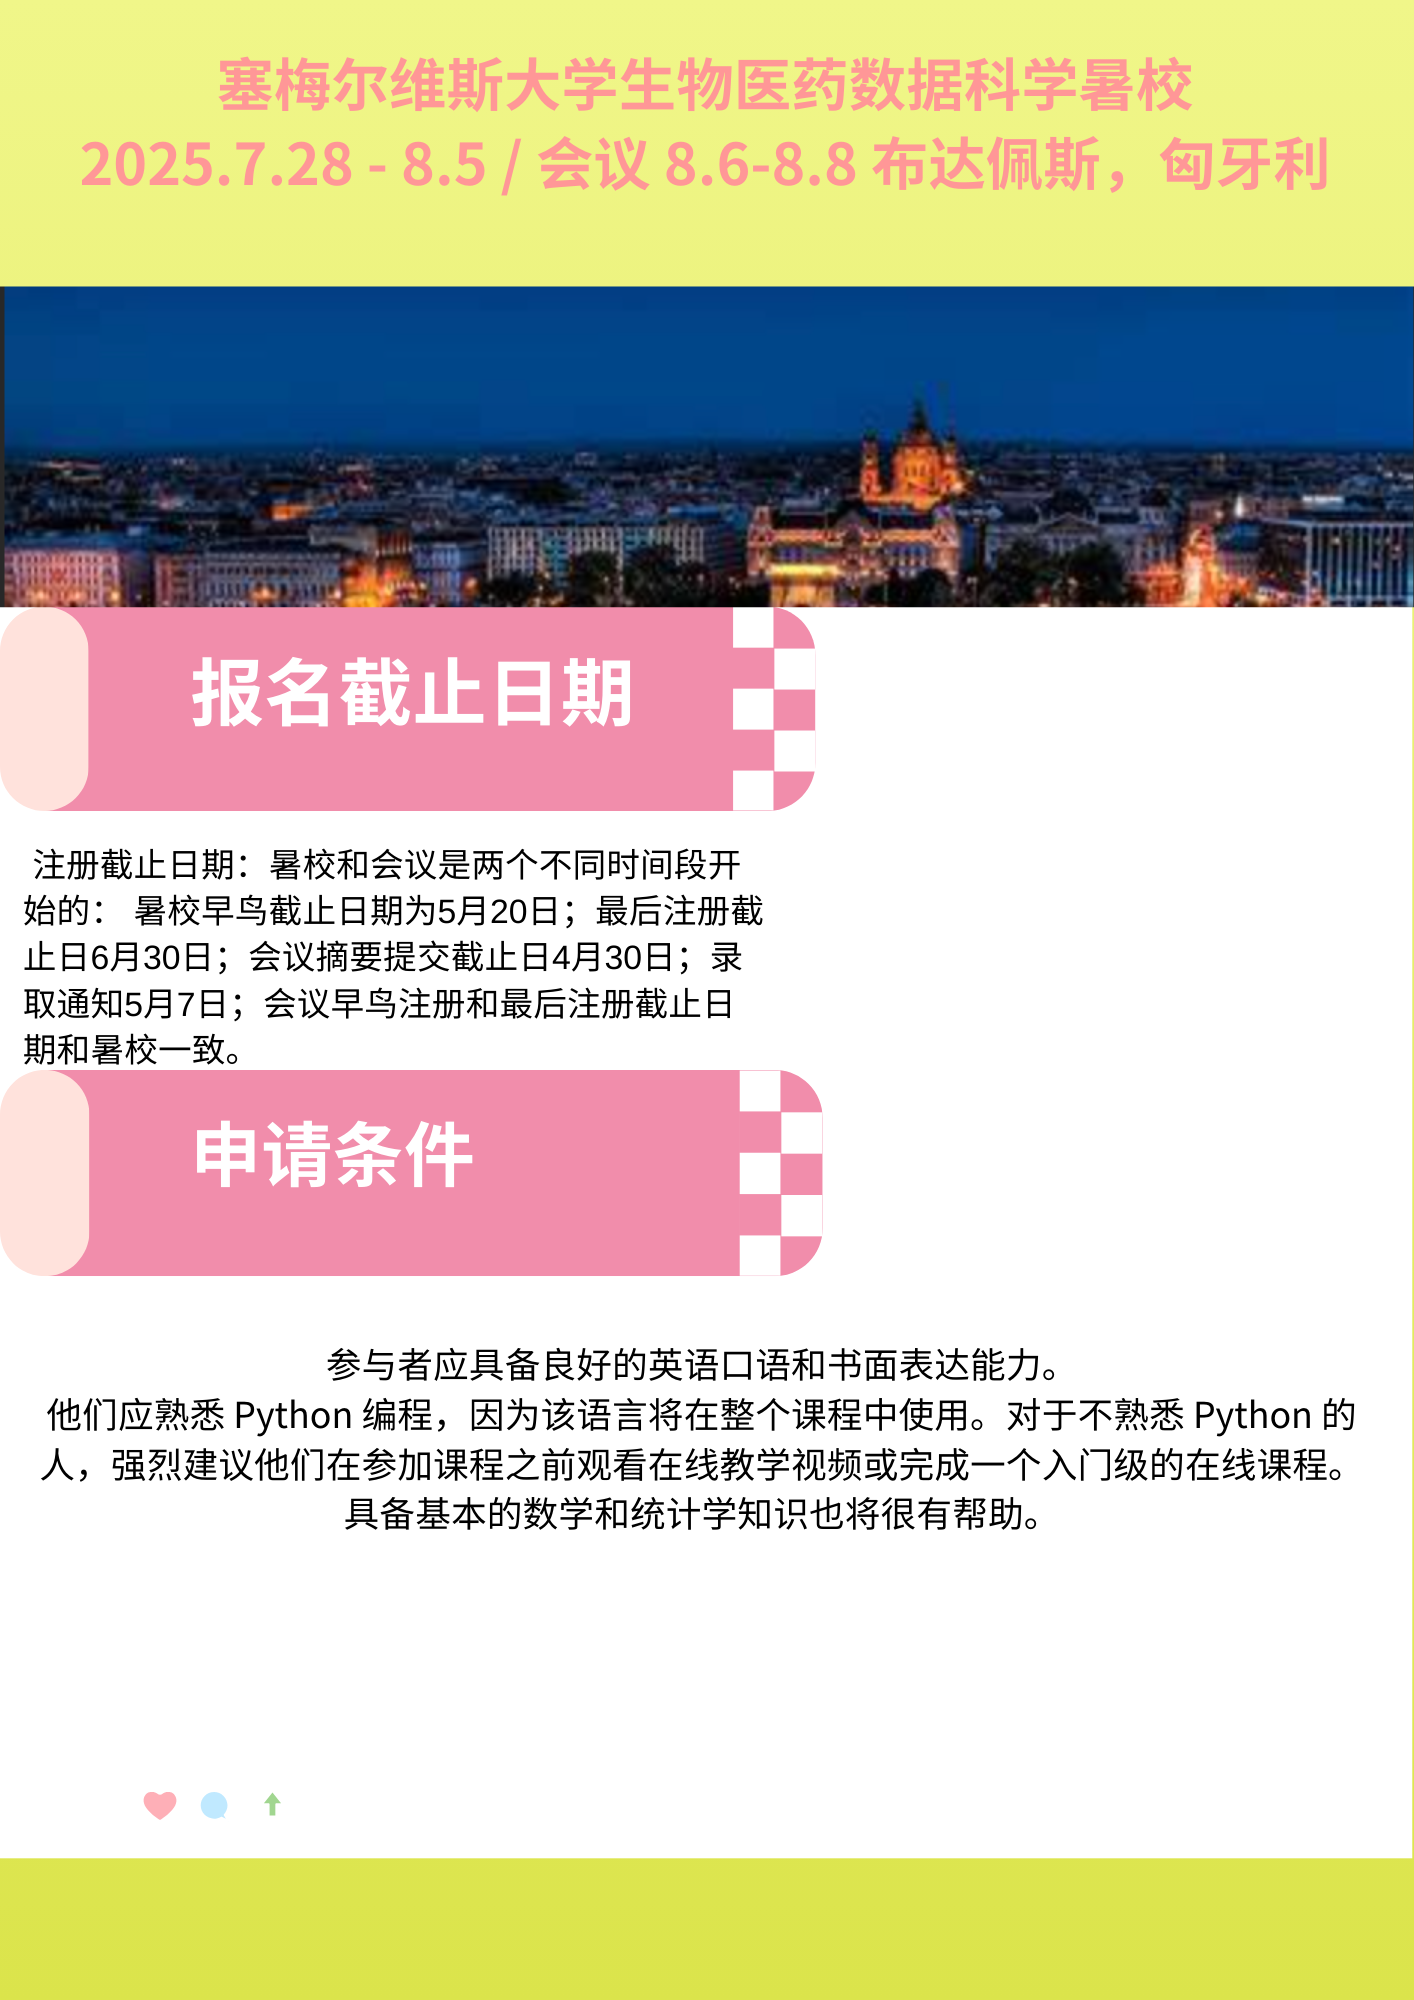 塞梅尔维斯大学生物医药数据科学暑校
2025.7.28 - 8.5 / 会议 8.6-8.8 布达佩斯，匈牙利
报名截止日期
注册截止日期：暑校和会议是两个不同时间段开
始的： 暑校早鸟截止日期为5月20日；最后注册截
止日6月30日；会议摘要提交截止日4月30日；录
取通知5月7日；会议早鸟注册和最后注册截止日
期和暑校一致。
申请条件
参与者应具备良好的英语口语和书面表达能力。
他们应熟悉 Python 编程，因为该语言将在整个课程中使用。对于不熟悉 Python 的
人，强烈建议他们在参加课程之前观看在线教学视频或完成一个入门级的在线课程。
具备基本的数学和统计学知识也将很有帮助。